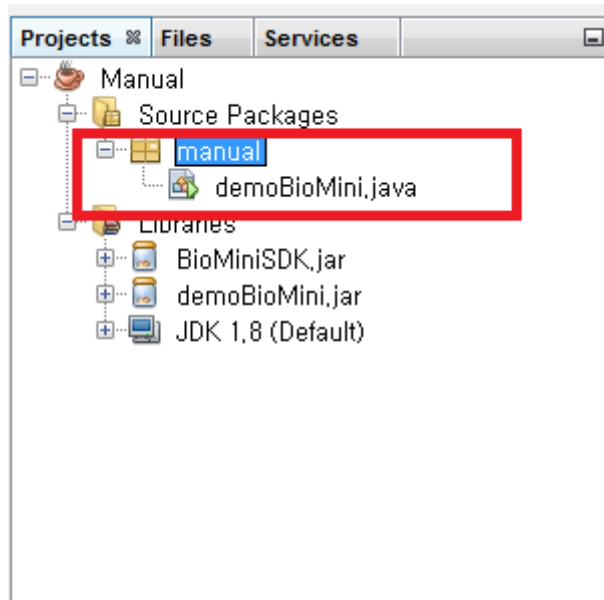 Projects Files Services
Manual
Source Packages
manual
demoBioMini.java
Libraries
BioMiniSDK.jar
demoBioMini.jar
JDK 1.8 (Default)